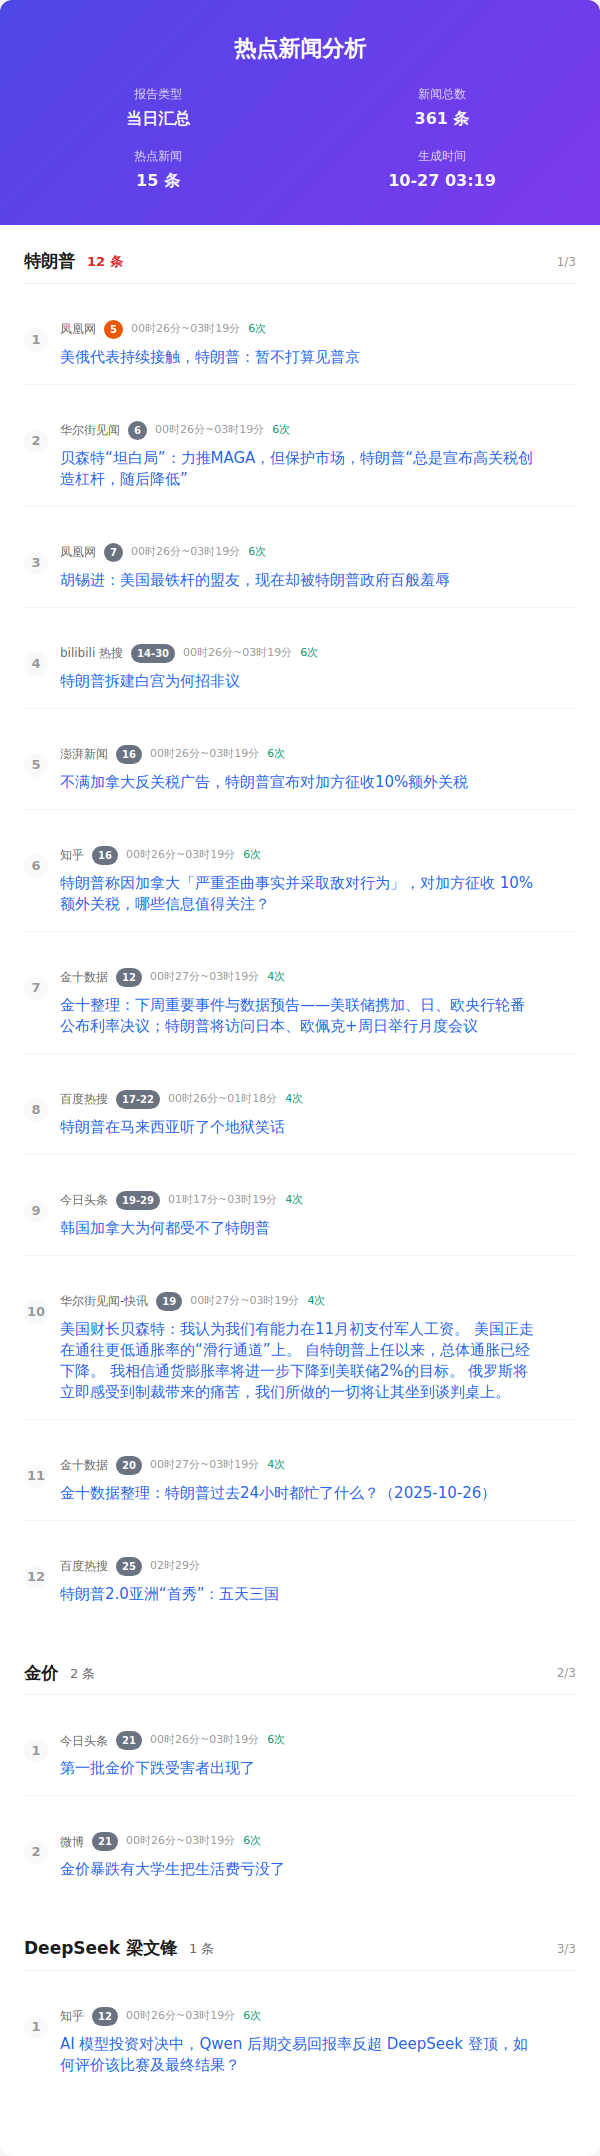 热点新闻分析
报告类型
新闻总数
当日汇总
361 条
热点新闻
生成时间
15 条
10-27 03:19
特朗普 12 条 1/3
1 凤凰网 5 00时26分~03时19分 6次
美俄代表持续接触，特朗普：暂不打算见普京
2 华尔街见闻 6 00时26分~03时19分 6次
贝森特“坦白局”：力推MAGA，但保护市场，特朗普“总是宣布高关税创
造杠杆，随后降低”
3 凤凰网 7 00时26分~03时19分 6次
胡锡进：美国最铁杆的盟友，现在却被特朗普政府百般羞辱
4 bilibili 热搜 14-30 00时26分~03时19分 6次
特朗普拆建白宫为何招非议
5 澎湃新闻 16 00时26分~03时19分 6次
不满加拿大反关税广告，特朗普宣布对加方征收10%额外关税
6 知乎 16 00时26分~03时19分 6次
特朗普称因加拿大「严重歪曲事实并采取敌对行为」，对加方征收 10%
额外关税，哪些信息值得关注？
7 金十数据 12 00时27分~03时19分 4次
金十整理：下周重要事件与数据预告——美联储携加、日、欧央行轮番
公布利率决议；特朗普将访问日本、欧佩克+周日举行月度会议
8 百度热搜 17-22 00时26分~01时18分 4次
特朗普在马来西亚听了个地狱笑话
9 今日头条 19-29 01时17分~03时19分 4次
韩国加拿大为何都受不了特朗普
10 华尔街见闻-快讯 19 00时27分~03时19分 4次
美国财长贝森特：我认为我们有能力在11月初支付军人工资。 美国正走
在通往更低通胀率的“滑行通道”上。 自特朗普上任以来，总体通胀已经
下降。 我相信通货膨胀率将进一步下降到美联储2%的目标。 俄罗斯将
立即感受到制裁带来的痛苦，我们所做的一切将让其坐到谈判桌上。
11 金十数据 20 00时27分~03时19分 4次
金十数据整理：特朗普过去24小时都忙了什么？（2025-10-26）
12 百度热搜 25 02时29分
特朗普2.0亚洲“首秀”：五天三国
金价 2 条 2/3
1 今日头条 21 00时26分~03时19分 6次
第一批金价下跌受害者出现了
2 微博 21 00时26分~03时19分 6次
金价暴跌有大学生把生活费亏没了
DeepSeek 梁文锋 1 条 3/3
1 知乎 12 00时26分~03时19分 6次
AI 模型投资对决中，Qwen 后期交易回报率反超 DeepSeek 登顶，如
何评价该比赛及最终结果？